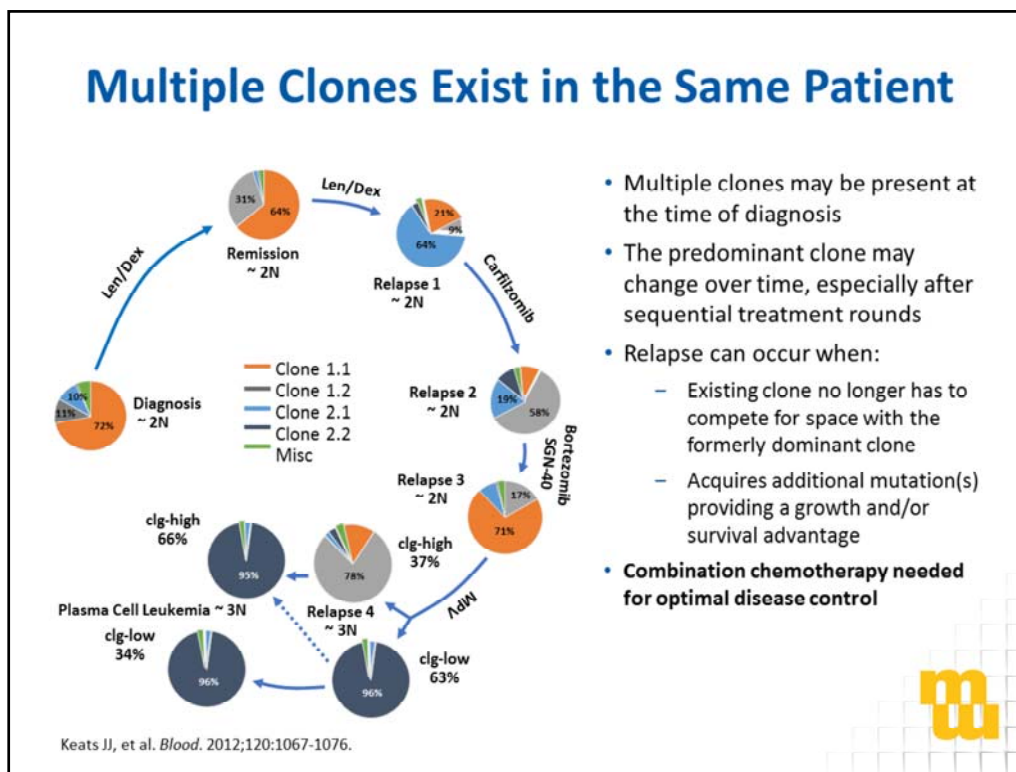 Multiple Clones Exist in the Same Patient
Len/Dex
31%
64%
Remission
~ 2N
Len/Dex
21%
9%
64%
Relapse 1
~ 2N
Carfilzomib
10%
11%
72%
Diagnosis
~ 2N
Clone 1.1
Clone 1.2
Clone 2.1
Clone 2.2
Misc
Relapse 2
~ 2N
19%
58%
Bortezomib
SGN-40
Relapse 3
~ 2N
17%
71%
MPV
clg-high
66%
95%
clg-high
37%
78%
Relapse 4
~ 3N
Plasma Cell Leukemia ~ 3N
clg-low
34%
96%
clg-low
63%
96%
• Multiple clones may be present at
the time of diagnosis
• The predominant clone may
change over time, especially after
sequential treatment rounds
• Relapse can occur when:
– Existing clone no longer has to
compete for space with the
formerly dominant clone
– Acquires additional mutation(s)
providing a growth and/or
survival advantage
• Combination chemotherapy needed
for optimal disease control
Keats JJ, et al. Blood. 2012;120:1067-1076.